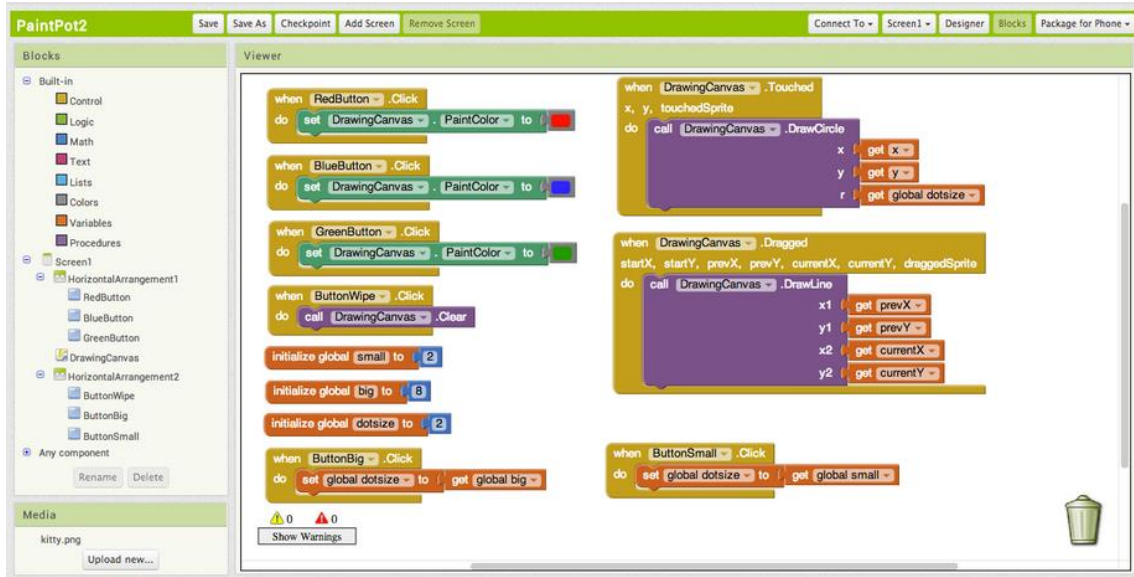 PaintPot2 Save Save As Checkpoint Add Screen Remove Screen Connect To Screen1 Designer Blocks Package for Phone
Blocks
Built-in
Control
Logic
Math
Text
Lists
Colors
Variables
Procedures
Screen1
HorizontalArrangement1
RedButton
BlueButton
GreenButton
DrawingCanvas
HorizontalArrangement2
ButtonWipe
ButtonBig
ButtonSmall
Any component
Rename Delete
Media
kitty.png
Upload new...
Viewer
when RedButton .Click
do set DrawingCanvas . PaintColor to
when BlueButton .Click
do set DrawingCanvas . PaintColor to
when GreenButton .Click
do set DrawingCanvas . PaintColor to
when ButtonWipe .Click
do call DrawingCanvas .Clear
initialize global small to 2
initialize global big to 8
initialize global dotsize to 2
when ButtonBig .Click
do set global dotsize to get global big
0 0
Show Warnings
when DrawingCanvas .Touched
x, y, touchedSprite
do call DrawingCanvas .DrawCircle
x get x
y get y
r get global dotsize
when DrawingCanvas .Dragged
startX, startY, prevX, prevY, currentX, currentY, draggedSprite
do call DrawingCanvas .DrawLine
x1 get prevX
y1 get prevY
x2 get currentX
y2 get currentY
when ButtonSmall .Click
do set global dotsize to get global small